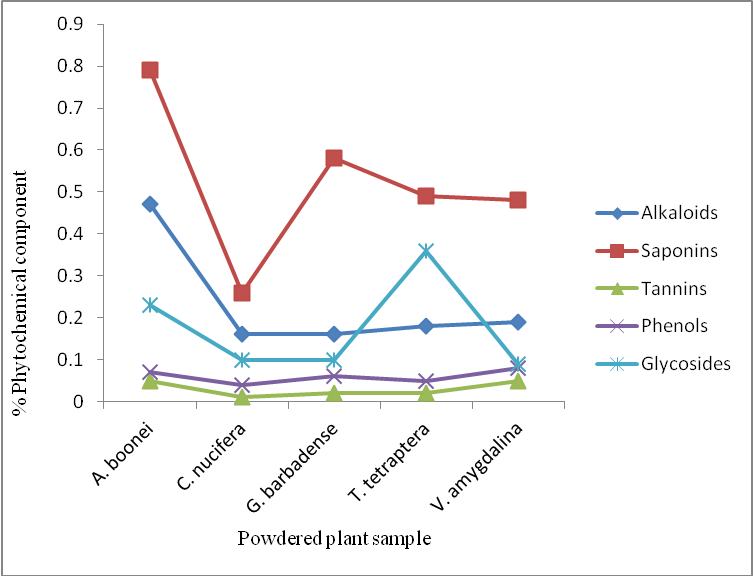 % Phytochemical component
0.9
0.8
0.7
0.6
0.5
0.4
0.3
0.2
0.1
0
A. boonei
C. nucifera
G. barbadense
T. tetraptera
V. amygdalina
Powdered plant sample
Alkaloids
Saponins
Tannins
Phenols
Glycosides